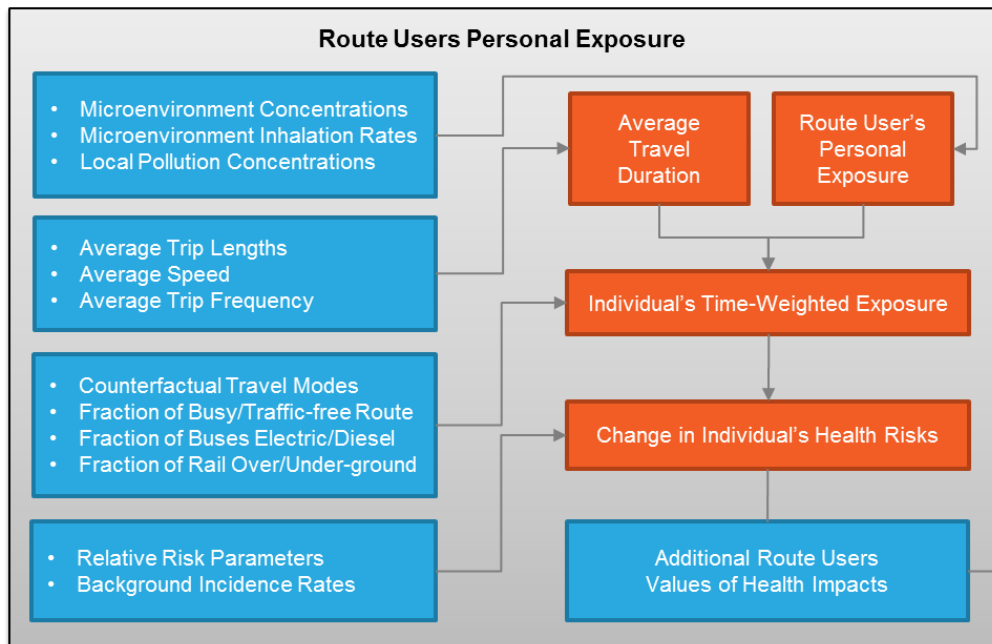 Route Users Personal Exposure
• Microenvironment Concentrations
• Microenvironment Inhalation Rates
• Local Pollution Concentrations
Average
Travel
Duration
Route User's
Personal
Exposure
• Average Trip Lengths
• Average Speed
• Average Trip Frequency
Individual's Time-Weighted Exposure
• Counterfactual Travel Modes
• Fraction of Busy/Traffic-free Route
• Fraction of Buses Electric/Diesel
• Fraction of Rail Over/Under-ground
Change in Individual's Health Risks
• Relative Risk Parameters
• Background Incidence Rates
Additional Route Users
Values of Health Impacts